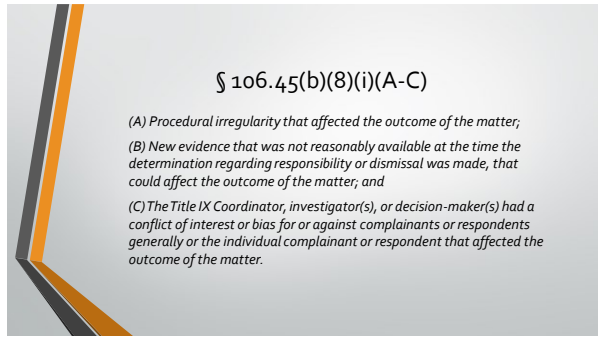 § 106.45(b)(8)(i)(A-C)
(A) Procedural irregularity that affected the outcome of the matter;
(B) New evidence that was not reasonably available at the time the
determination regarding responsibility or dismissal was made, that
could affect the outcome of the matter; and
(C) The Title IX Coordinator, investigator(s), or decision-maker(s) had a
conflict of interest or bias for or against complainants or respondents
generally or the individual complainant or respondent that affected the
outcome of the matter.